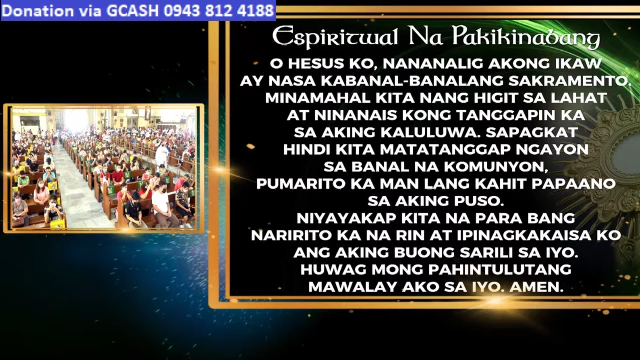 Donation via GCASH 0943 812 4188
Espiritwal Na Pakikinabang
O HESUS KO, NANANALIG AKONG IKAW
AY NASA KABANAL-BANALANG SAKRAMENTO.
MINAMAHAL KITA NANG HIGIT SA LAHAT
AT NINANAIS KONG TANGGAPIN KA
SA AKING KALULUWA. SAPAGKAT
HINDI KITA MATATANGGAP NGAYON
SA BANAL NA KOMUNYON,
PUMARITO KA MAN LANG KAHIT PAPAANO
SA AKING PUSO.
NIYAYAKAP KITA NA PARA BANG
NARIRITO KA NA RIN AT IPINAGKAKAISA KO
ANG AKING BUONG SARILI SA IYO.
HUWAG MONG PAHINTULUTANG
MAWALAY AKO SA IYO. AMEN.